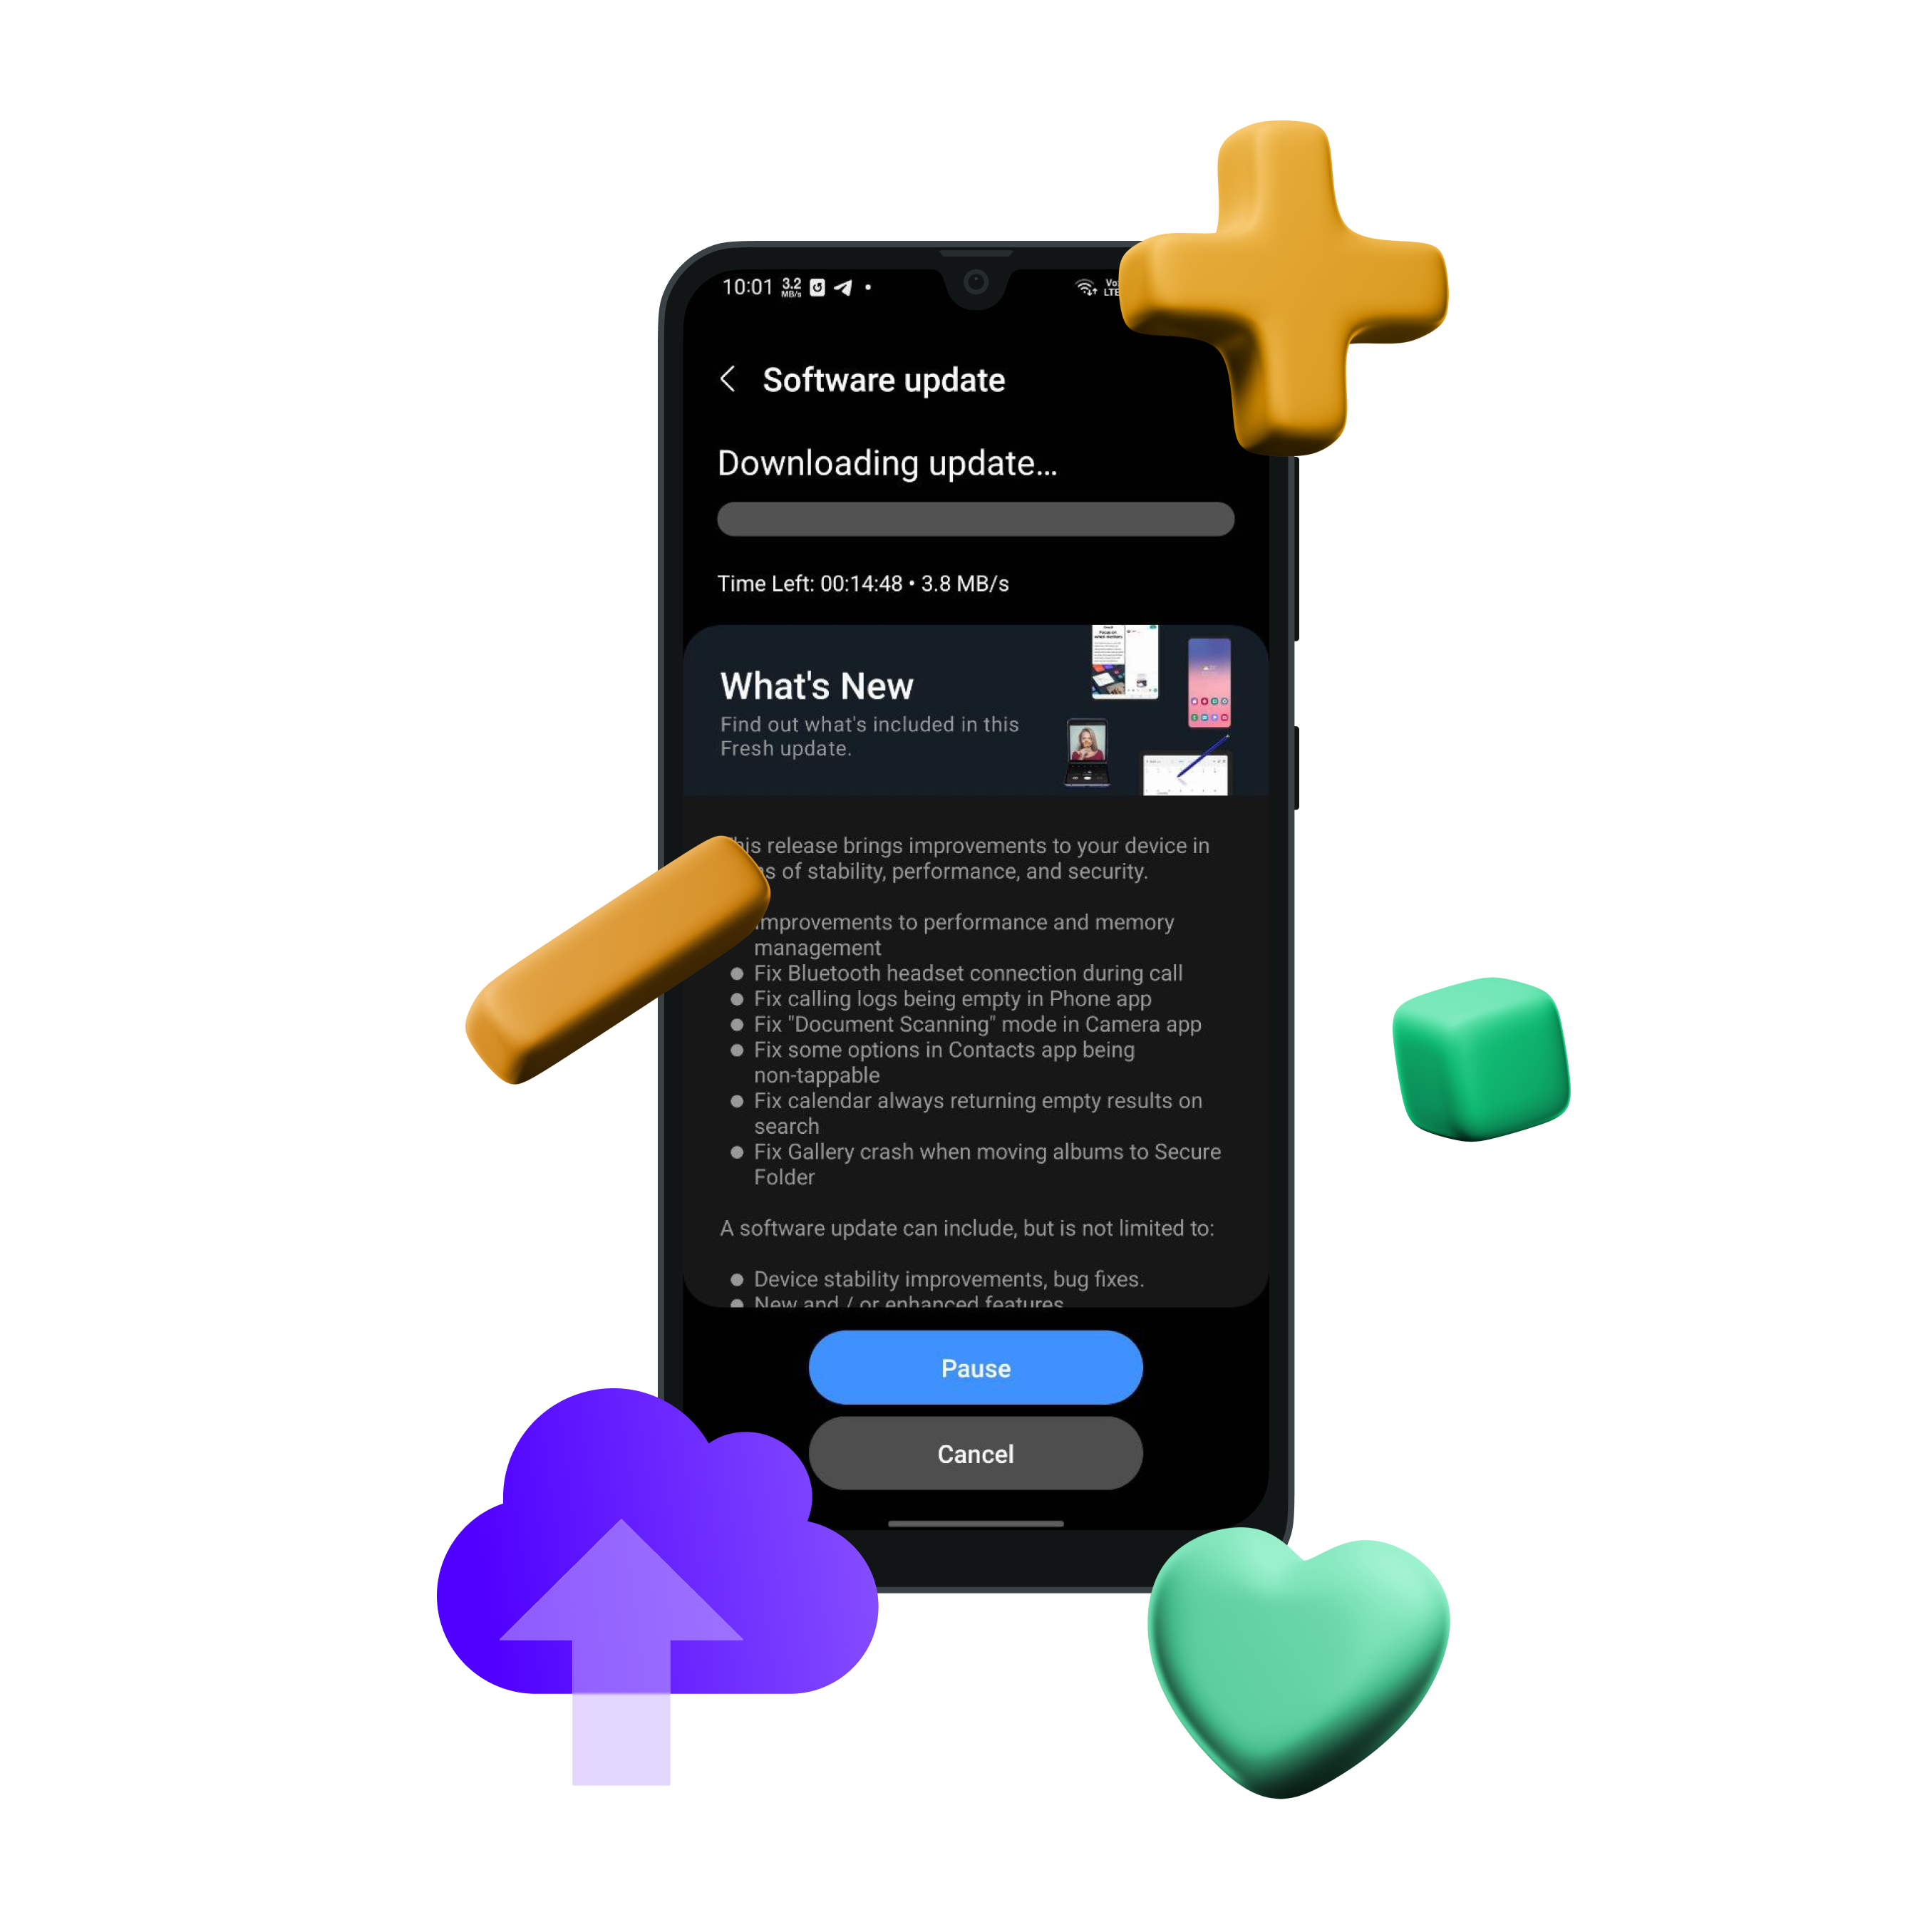 10:01 3.2
MB/s
Vo
LTE
Software update
Downloading update...
Time Left: 00:14:48 • 3.8 MB/s
What's New
Find out what's included in this
Fresh update.
release brings improvements to your device in
of stability, performance, and security.
improvements to performance and memory
management
● Fix Bluetooth headset connection during call
● Fix calling logs being empty in Phone app
● Fix "Document Scanning" mode in Camera app
● Fix some options in Contacts app being
non-tappable
● Fix calendar always returning empty results on
search
● Fix Gallery crash when moving albums to Secure
Folder
A software update can include, but is not limited to:
● Device stability improvements, bug fixes.
● New and / or enhanced features
Pause
Cancel